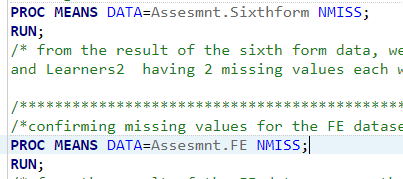 PROC MEANS DATA=Assesmnt.Sixthform NMISS;
RUN;
/* from the result of the sixth form data, we
and Learners2  having 2 missing values each w
/*******************************************
/*confirming missing values for the FE datase
PROC MEANS DATA=Assesmnt.FE NMISS;
RUN;